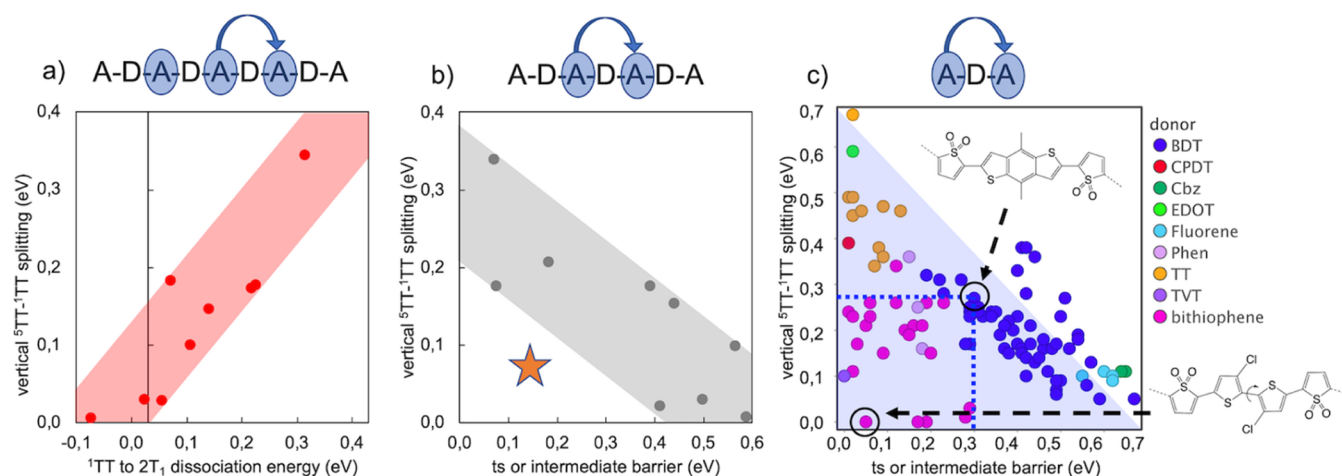 a)
A-D-A-D-A-D-A-D-A
vertical ⁵TT-¹TT splitting (eV)
0,4
0,3
0,2
0,1
0,0
-0,1
0,0
0,1
0,2
0,3
0,4
¹TT to 2T₁ dissociation energy (eV)
b)
A-D-A-D-A-D-A
vertical ⁵TT-¹TT splitting (eV)
0,4
0,3
0,2
0,1
0,0
0.0
0,1
0,2
0,3
0,4
0,5
0.6
ts or intermediate barrier (eV)
c)
A-D-A
vertical ⁵TT-¹TT splitting (eV)
0,7
0,5
0,4
0,3
0,2
0,1
0,0
0,0
0,1
0,2
0,3
0,4
0,5
0,6
0,7
ts or intermediate barrier (eV)
O
O
S
S
S
S
O
O
donor
BDT
CPDT
Cbz
EDOT
Fluorene
Phen
TT
TVT
bithiophene
O
O
S
S
Cl
S
Cl
S
O
O